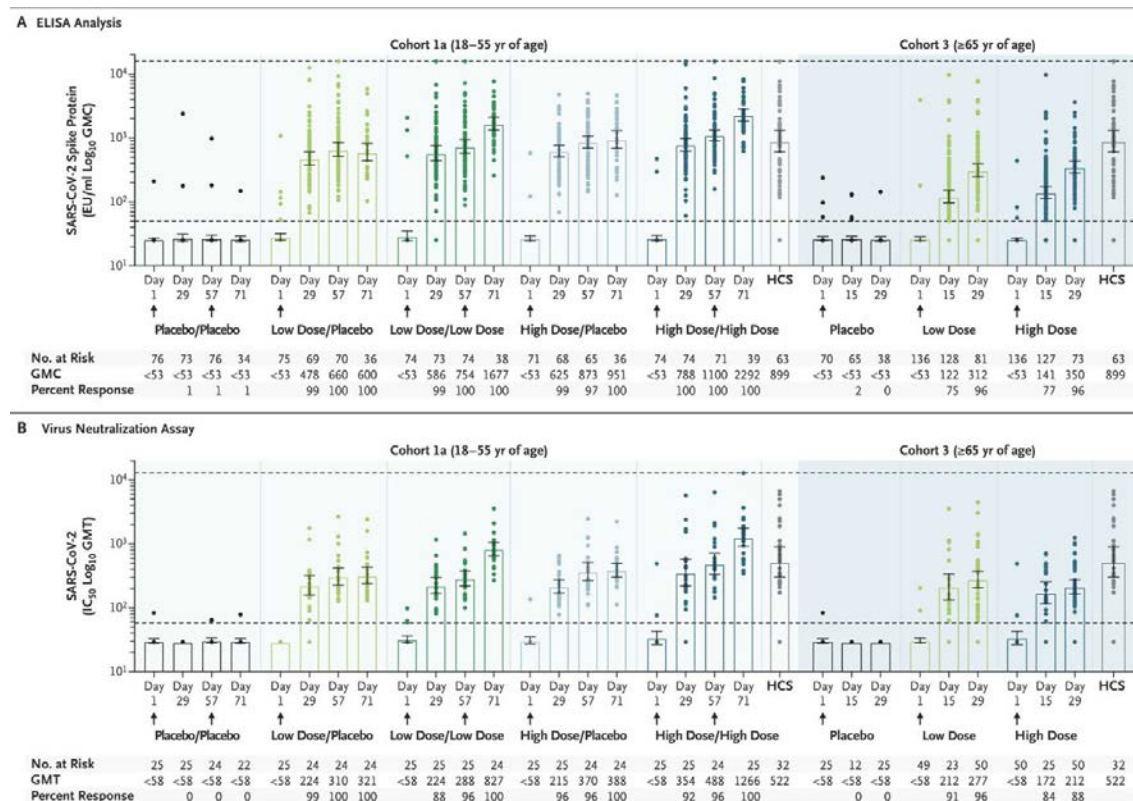 A ELISA Analysis
Cohort 1a (18–55 yr of age) Cohort 3 (≥65 yr of age)
SARS-CoV-2 Spike Protein
(EU/ml Log10 GMC)
10⁴
10³
10²
10¹
Day Day Day Day Day Day Day Day Day Day Day Day Day Day Day Day Day Day Day Day HCS Day Day Day Day Day Day Day Day Day HCS
1 29 57 71 1 29 57 71 1 29 57 71 1 29 57 71 1 29 57 71 1 15 29 1 15 29 1 15 29
Placebo/Placebo Low Dose/Placebo Low Dose/Low Dose High Dose/Placebo High Dose/High Dose Placebo Low Dose High Dose
No. at Risk 76 73 76 34 75 69 70 36 74 73 74 38 71 68 65 36 74 74 71 39 63 70 65 38 136 128 81 136 127 73 63
GMC <53 <53 <53 <53 <53 478 660 600 <53 586 754 1677 <53 625 873 951 <53 788 1100 2292 899 <53 <53 <53 <53 122 312 <53 141 350 899
Percent Response 1 1 1 99 100 100 99 100 100 99 97 100 100 100 100 2 0 75 96 77 96
B Virus Neutralization Assay
Cohort 1a (18–55 yr of age) Cohort 3 (≥65 yr of age)
SARS-CoV-2
(IC50 Log10 GMT)
10⁴
10³
10²
10¹
Day Day Day Day Day Day Day Day Day Day Day Day Day Day Day Day Day Day Day Day HCS Day Day Day Day Day Day Day Day Day HCS
1 29 57 71 1 29 57 71 1 29 57 71 1 29 57 71 1 29 57 71 1 15 29 1 15 29 1 15 29
Placebo/Placebo Low Dose/Placebo Low Dose/Low Dose High Dose/Placebo High Dose/High Dose Placebo Low Dose High Dose
No. at Risk 25 25 24 22 25 24 24 24 25 25 24 24 25 25 24 24 25 25 24 25 32 25 12 25 49 23 50 50 25 50 32
GMT <58 <58 <58 <58 <58 224 310 321 <58 224 288 827 <58 215 370 388 <58 354 488 1266 522 <58 <58 <58 <58 212 277 <58 172 212 522
Percent Response 0 0 0 99 100 100 88 96 100 96 96 100 92 96 100 0 0 91 96 84 88